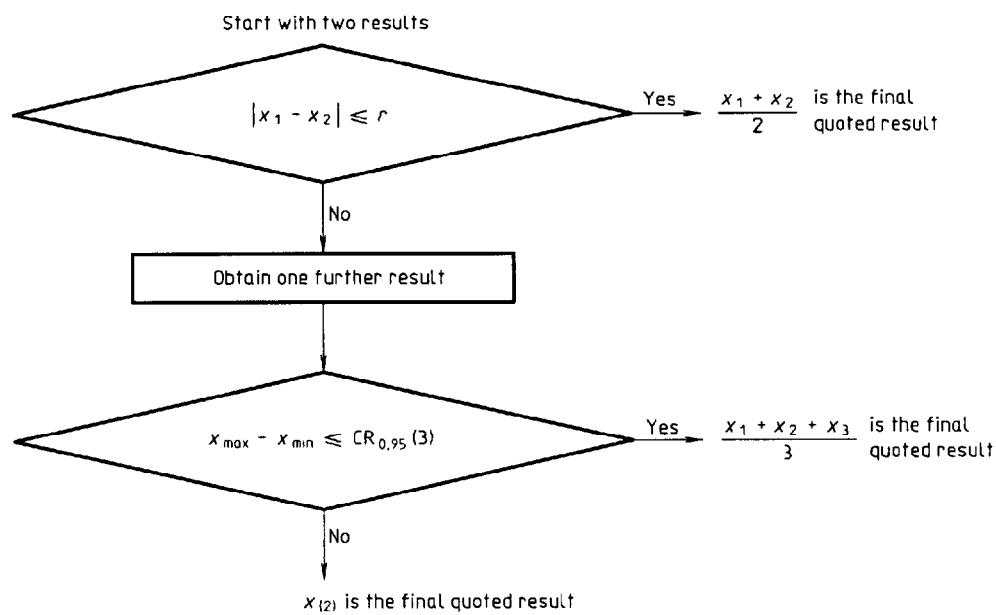 Start with two results
|x₁ - x₂| ⩽ r
Yes
x₁ + x₂ is the final
2 quoted result
No
Obtain one further result
x_max - x_min ⩽ CR₀,₉₅(3)
Yes
x₁ + x₂ + x₃ is the final
3 quoted result
No
x₍₂₎ is the final quoted result